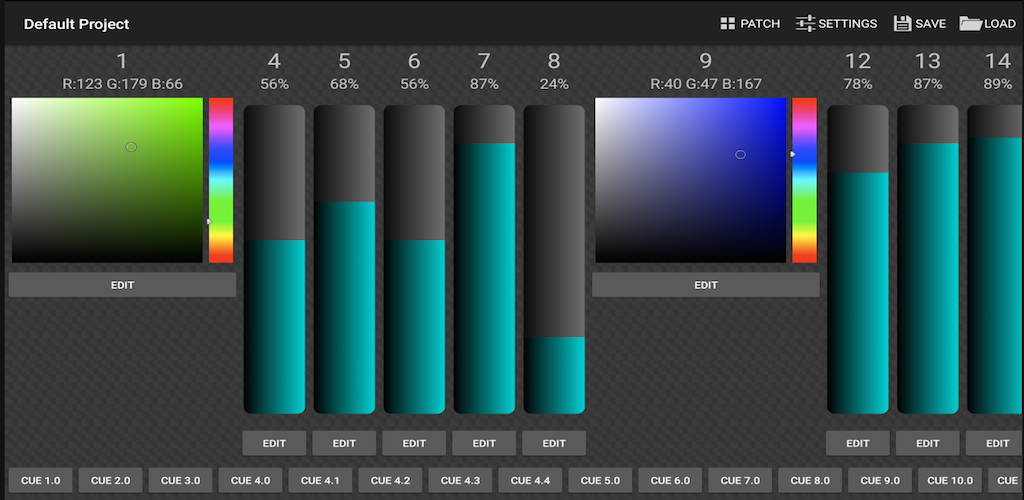 Default Project PATCH SETTINGS SAVE LOAD
1 4 5 6 7 8 9 12 13 14
R:123 G:179 B:66 56% 68% 56% 87% 24% R:40 G:47 B:167 78% 87% 89%
EDIT EDIT
EDIT EDIT EDIT EDIT EDIT EDIT EDIT EDIT
CUE 1.0 CUE 2.0 CUE 3.0 CUE 4.0 CUE 4.1 CUE 4.2 CUE 4.3 CUE 4.4 CUE 5.0 CUE 6.0 CUE 7.0 CUE 8.0 CUE 9.0 CUE 10.0 CUE